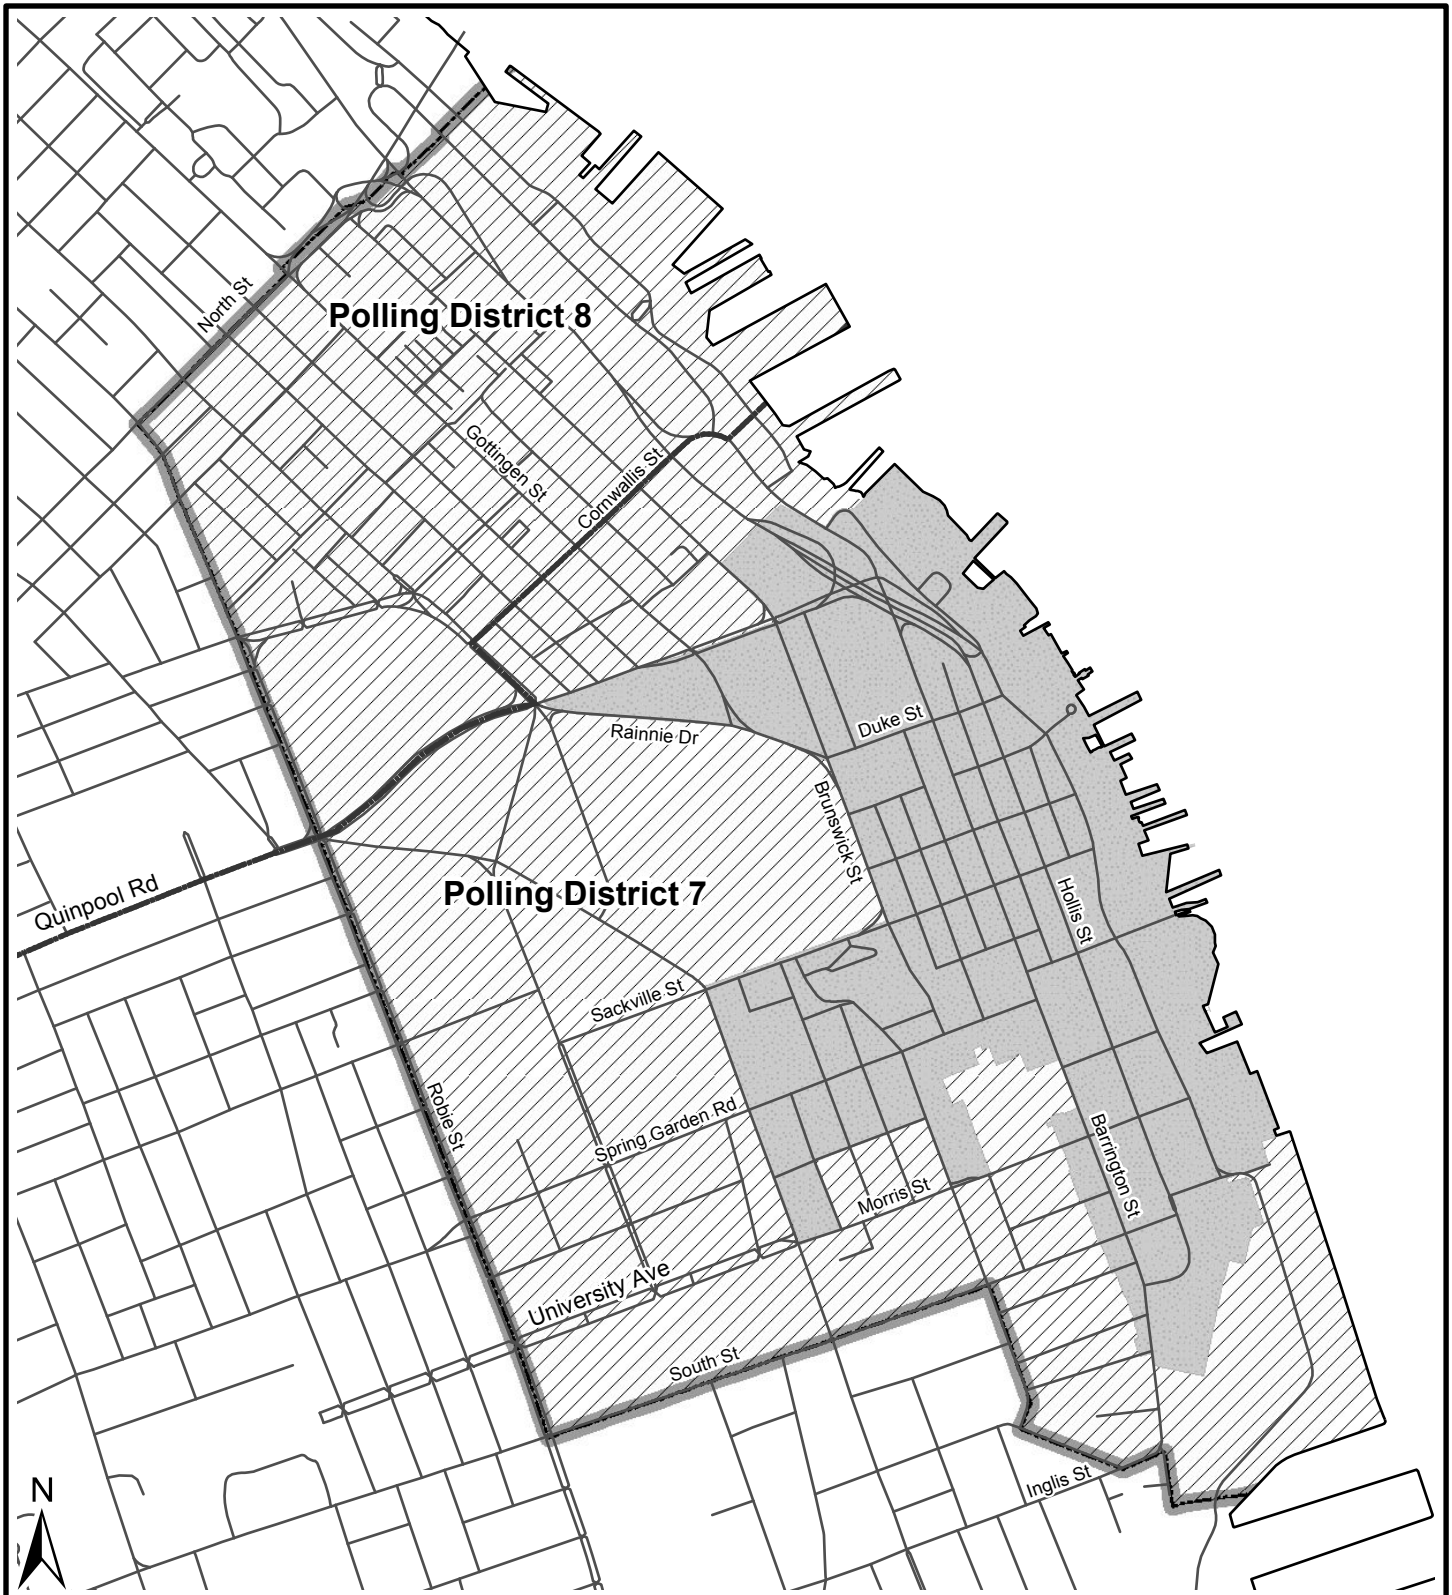 North St
Polling District 8
Gottingen St
Cornwallis St
Duke St
Rainnie Dr
Brunswick St
Polling District 7
Quinpool Rd
Hollis St
Sackville St
Robie St
Spring Garden Rd
Barrington St
Morris St
University Ave
South St
Inglis St
N